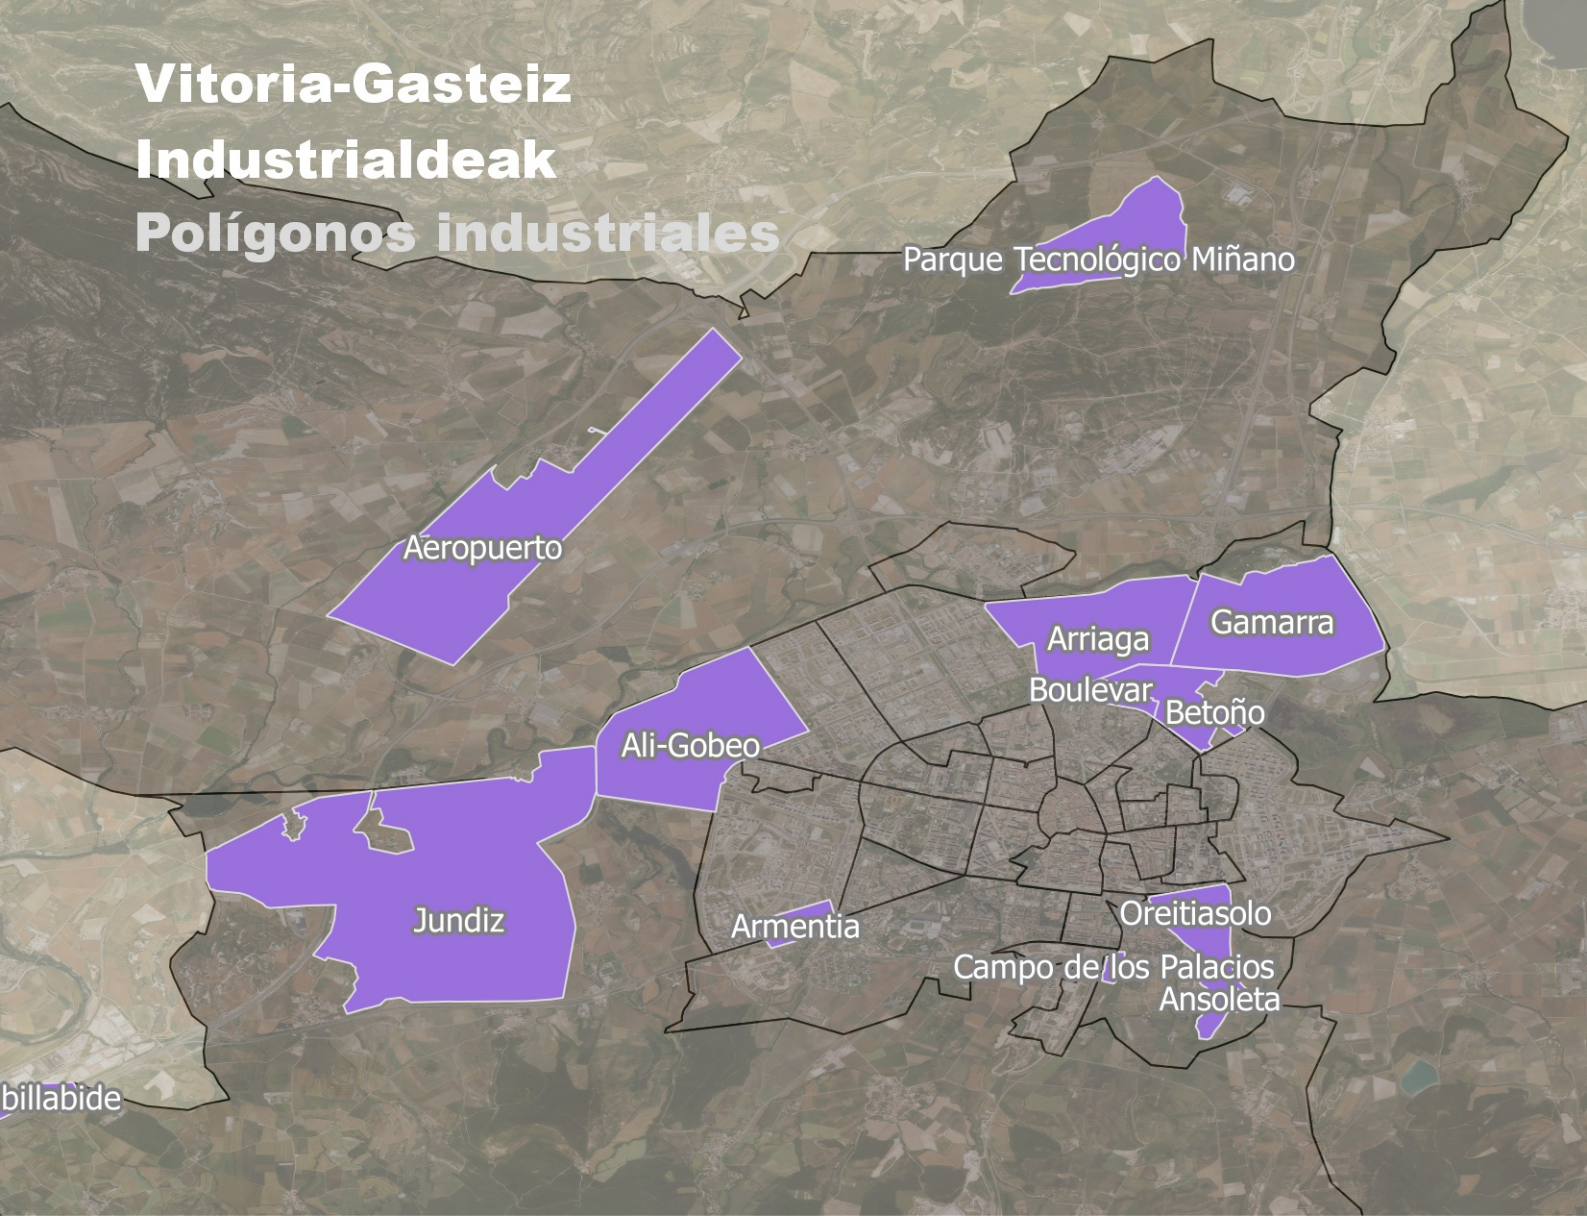 Vitoria-Gasteiz
Industrialdeak
Polígonos industriales
Parque Tecnológico Miñano
Aeropuerto
Gamarra
Arriaga
Boulevar
Betoño
Ali-Gobeo
Jundiz
Oreitiasolo
Armentia
Campo de los Palacios
Ansoleta
billabide